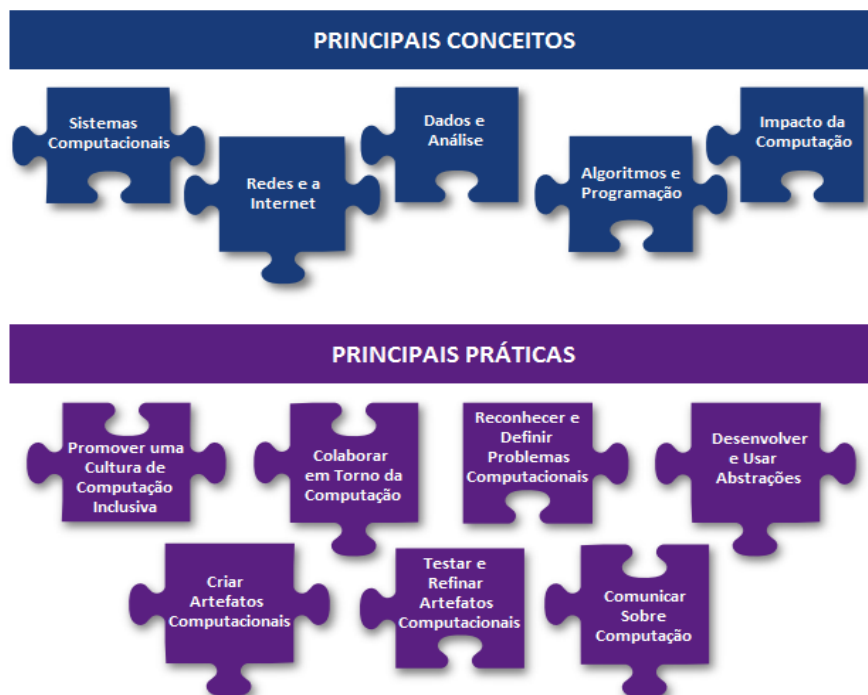 PRINCIPAIS CONCEITOS
Sistemas
Computacionais
Redes e a
Internet
Dados e
Análise
Algoritmos e
Programação
Impacto da
Computação
PRINCIPAIS PRÁTICAS
Promover uma
Cultura de
Computação
Inclusiva
Colaborar
em Torno da
Computação
Reconhecer e
Definir
Problemas
Computacionais
Desenvolver
e Usar
Abstrações
Criar
Artefatos
Computacionais
Testar e
Refinar
Artefatos
Computacionais
Comunicar
Sobre
Computação